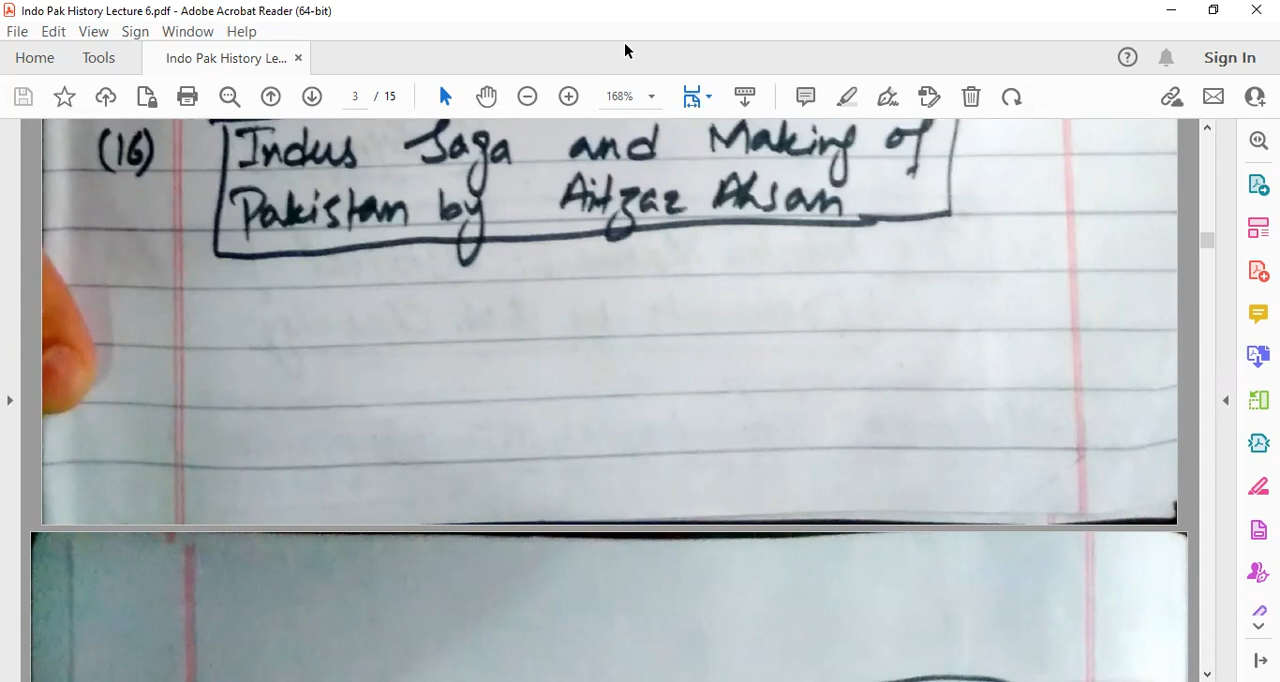 Indo Pak History Lecture 6.pdf - Adobe Acrobat Reader (64-bit)
File Edit View Sign Window Help
Home Tools Indo Pak History Le... × Sign In
3 / 15 168%
(16) Indus Saga and Making of
Pakistan by Aitzaz Ahsan